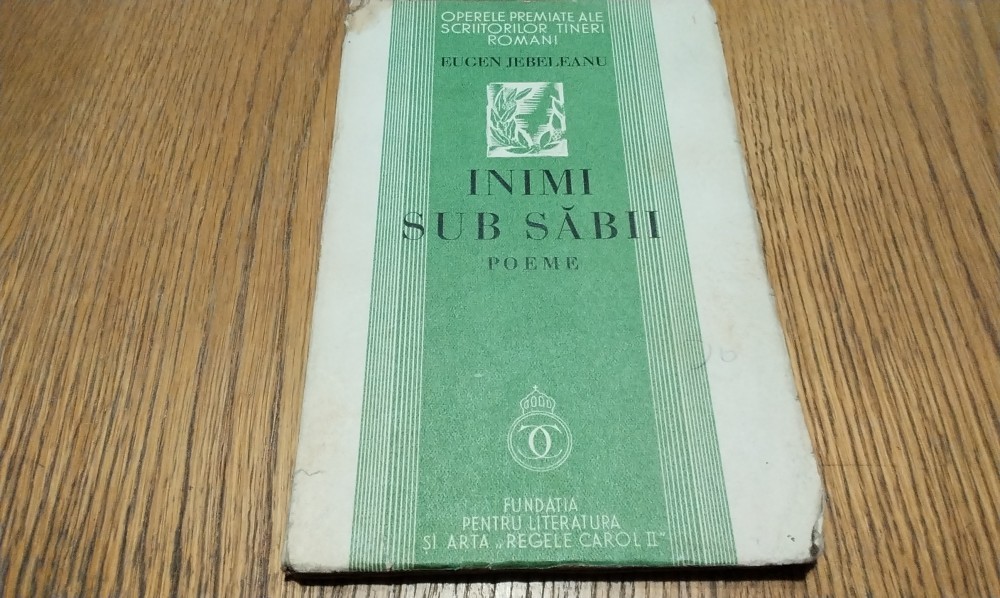 OPERELE PREMIATE ALE
SCRIITORILOR TINERI
ROMANI
EUGEN JEBELEANU
INIMI
SUB SĂBII
POEME
FUNDATIA
PENTRU LITERATURA
ȘI ARTA „REGELE CAROL II”